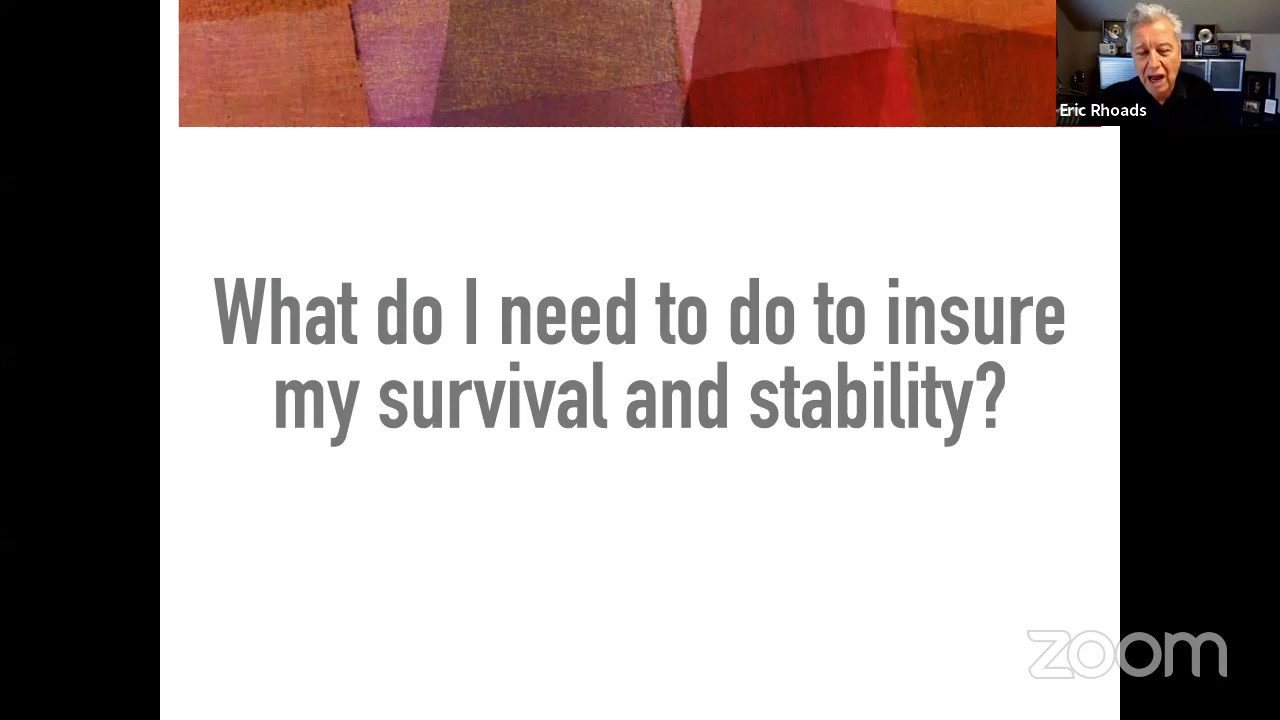 Eric Rhoads
What do I need to do to insure
my survival and stability?
zoom